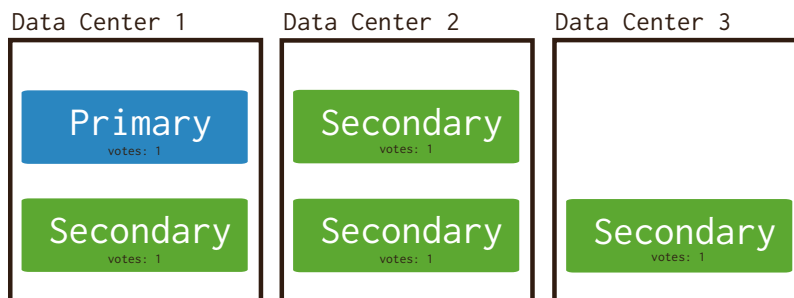 Data Center 1
Data Center 2
Data Center 3
Primary
votes: 1
Secondary
votes: 1
Secondary
votes: 1
Secondary
votes: 1
Secondary
votes: 1